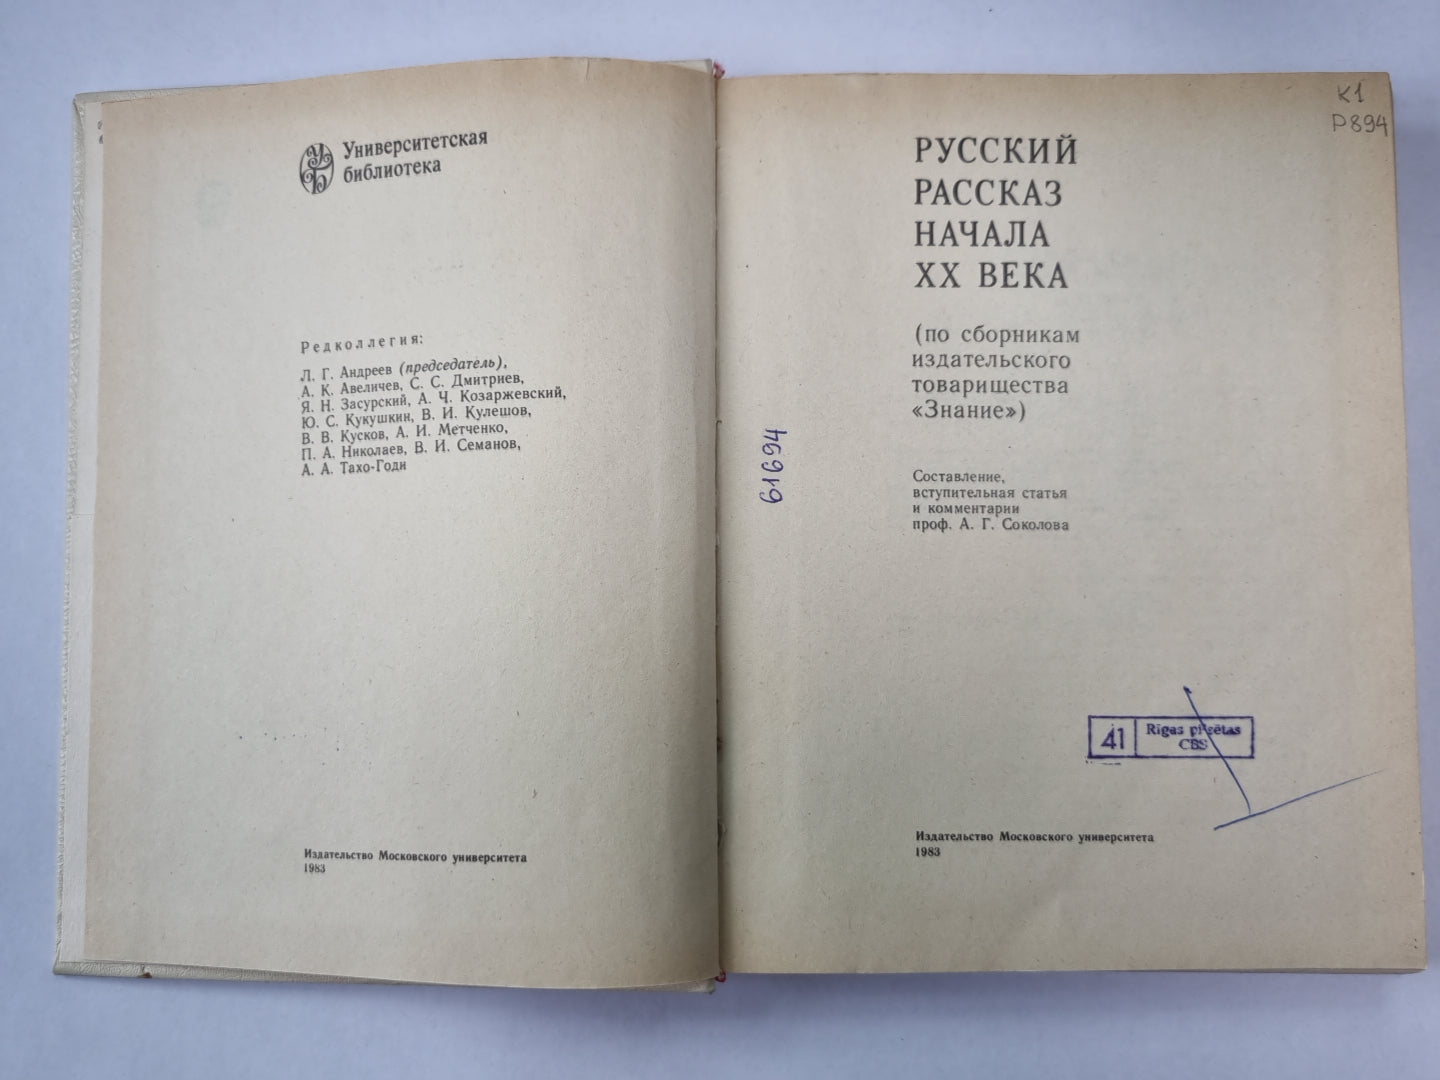 Университетская
библиотека
Редколлегия:
Л. Г. Андреев (председатель),
А. К. Авеличев, С. С. Дмитриев,
Я. Н. Засурский, А. Ч. Козаржевский,
Ю. С. Кукушкин, В. И. Кулешов,
В. В. Кусков, А. И. Метченко,
П. А. Николаев, В. И. Семанов,
А. А. Тахо-Годи
Издательство Московского университета
1983
К1
Р894
РУССКИЙ
РАССКАЗ
НАЧАЛА
XX ВЕКА
(по сборникам
издательского
товарищества
«Знание»)
61694
Составление,
вступительная статья
и комментарии
проф. А. Г. Соколова
41
Rīgas pilsētas
CBS
Издательство Московского университета
1983